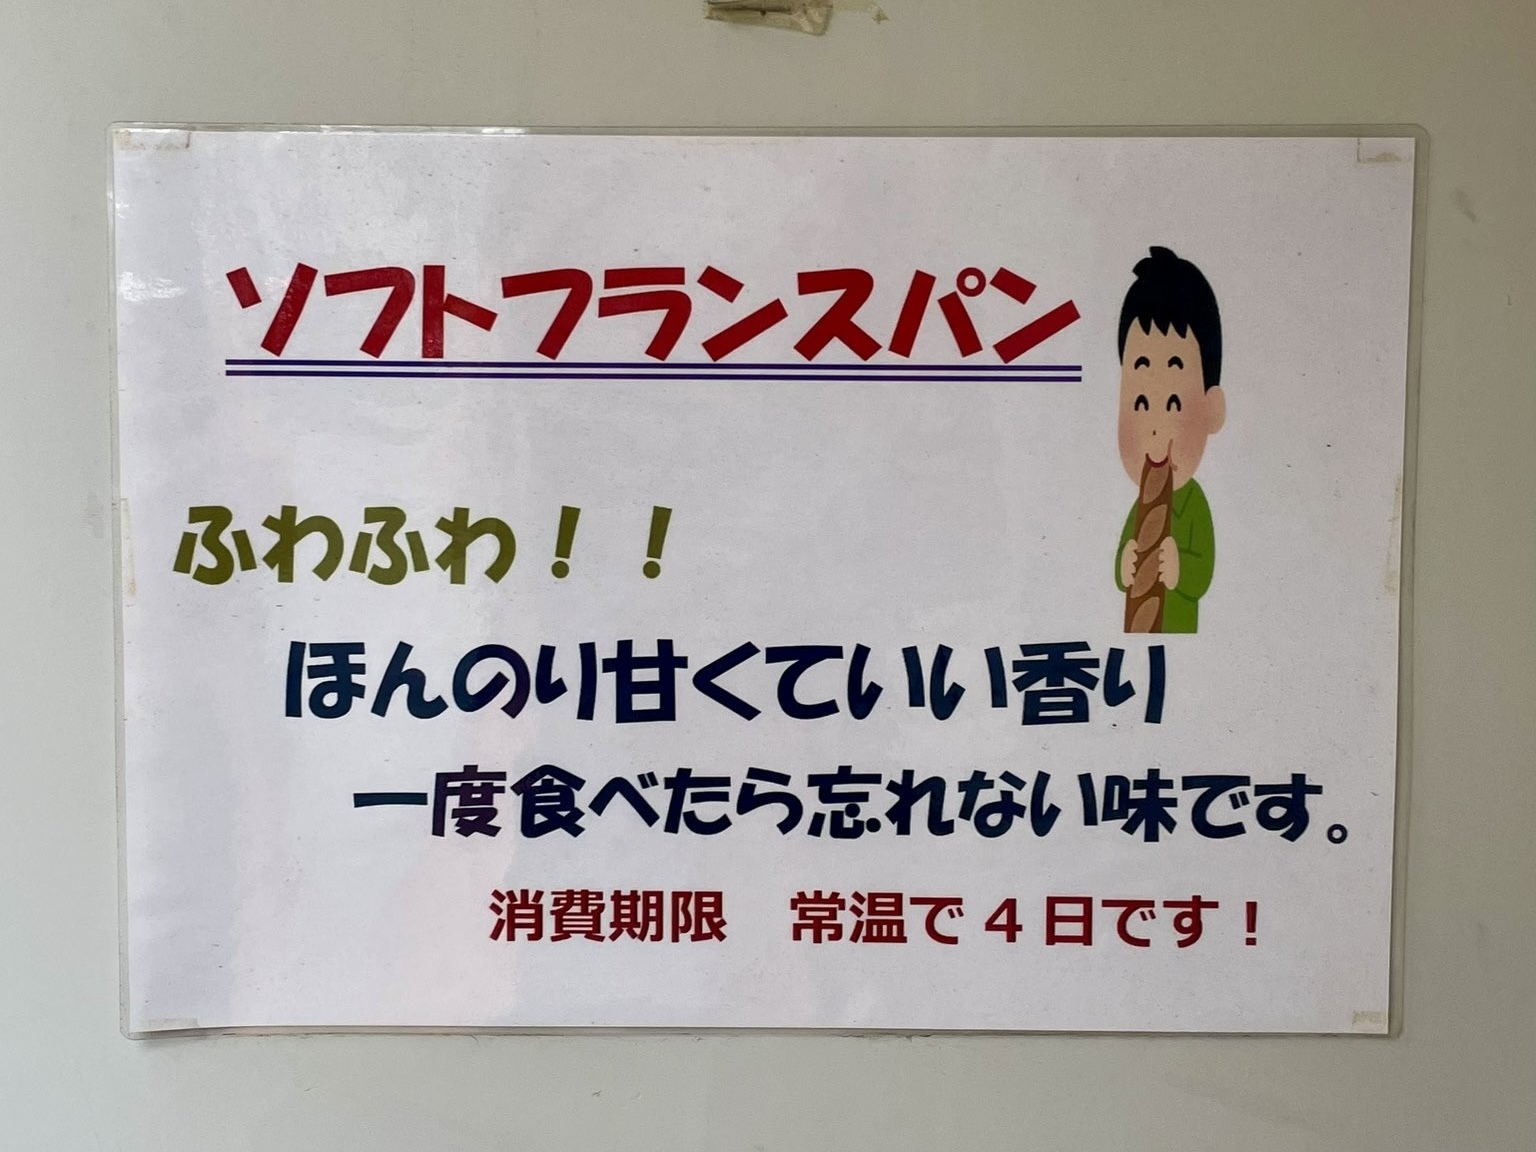 ソフトフランスパン
ふわふわ！！
ほんのり甘くていい香り
一度食べたら忘れない味です。
消費期限　常温で４日です！